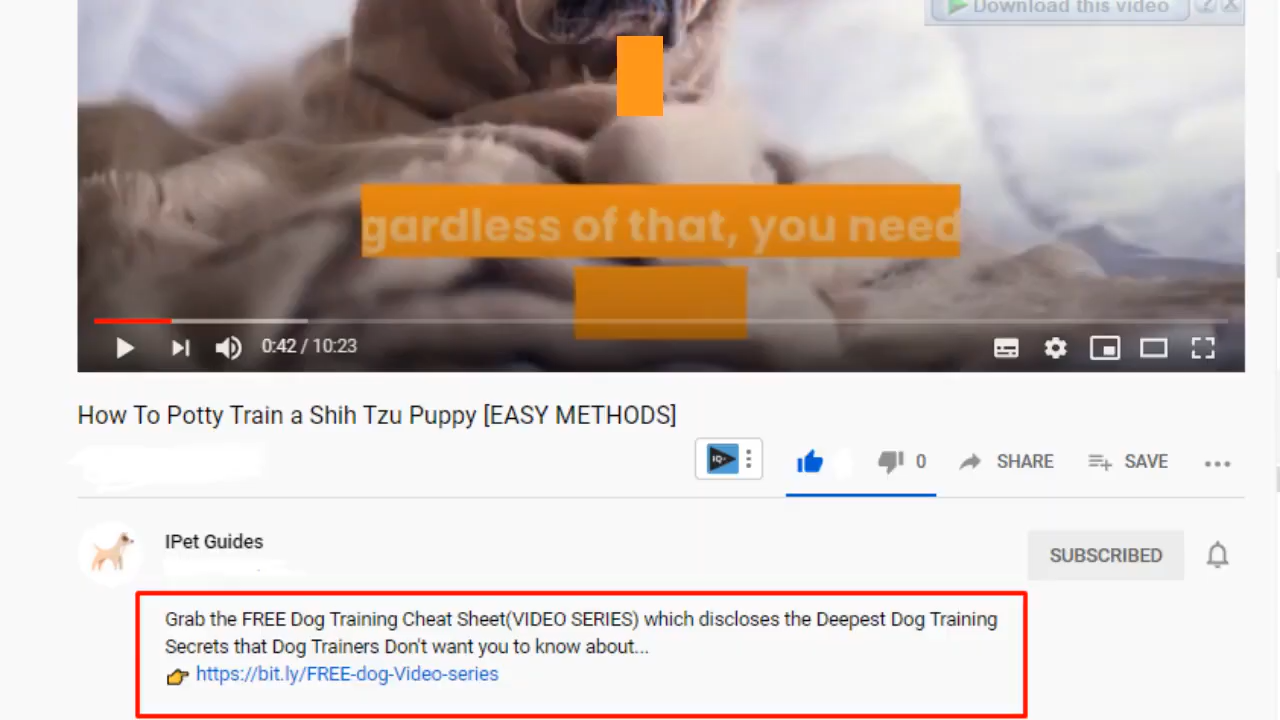 Download this video
gardless of that, you need
0:42 / 10:23
How To Potty Train a Shih Tzu Puppy [EASY METHODS]
IQ
0
SHARE
SAVE
IPet Guides
SUBSCRIBED
Grab the FREE Dog Training Cheat Sheet(VIDEO SERIES) which discloses the Deepest Dog Training
Secrets that Dog Trainers Don't want you to know about...
https://bit.ly/FREE-dog-Video-series